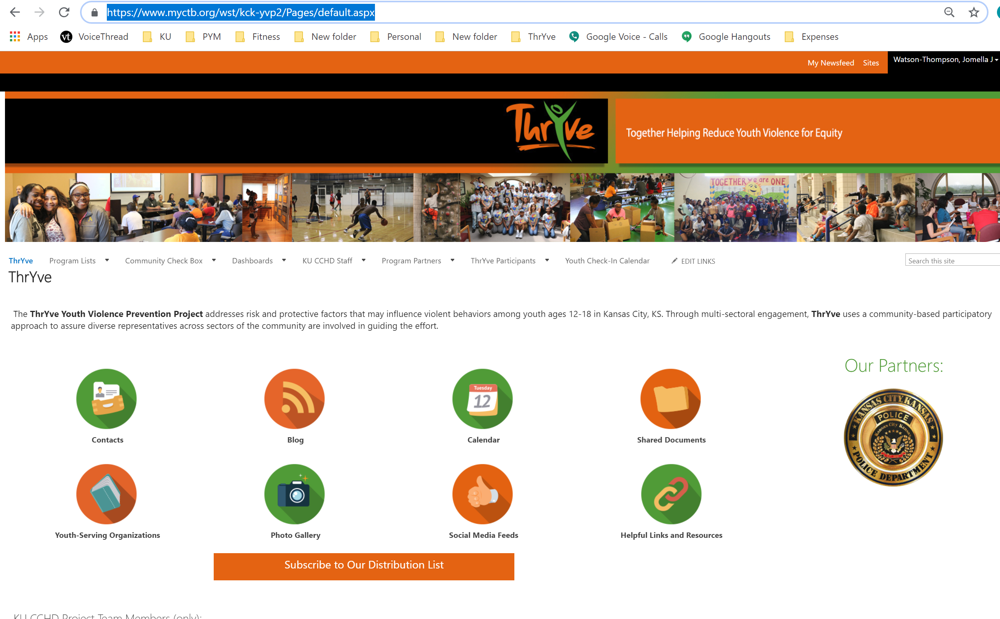 https://www.myctb.org/wst/kck-yvp2/Pages/default.aspx
Apps vt VoiceThread KU PYM Fitness New folder Personal New folder ThrYve Google Voice - Calls Google Hangouts Expenses
My Newsfeed Sites Watson-Thompson, Jomella J
ThrYve
Together Helping Reduce Youth Violence for Equity
TOGETHER we are ONE
ThrYve Program Lists Community Check Box Dashboards KU CCHD Staff Program Partners ThrYve Participants Youth Check-In Calendar EDIT LINKS Search this site
ThrYve
The ThrYve Youth Violence Prevention Project addresses risk and protective factors that may influence violent behaviors among youth ages 12-18 in Kansas City, KS. Through multi-sectoral engagement, ThrYve uses a community-based participatory
approach to assure diverse representatives across sectors of the community are involved in guiding the effort.
Our Partners:
Tuesday
12
Contacts Blog Calendar Shared Documents
KANSAS CITY, KANSAS
POLICE
Kansas City Kansas
POLICE DEPARTMENT
Youth-Serving Organizations Photo Gallery Social Media Feeds Helpful Links and Resources
Subscribe to Our Distribution List
KU CCHD Project Team Members (only):